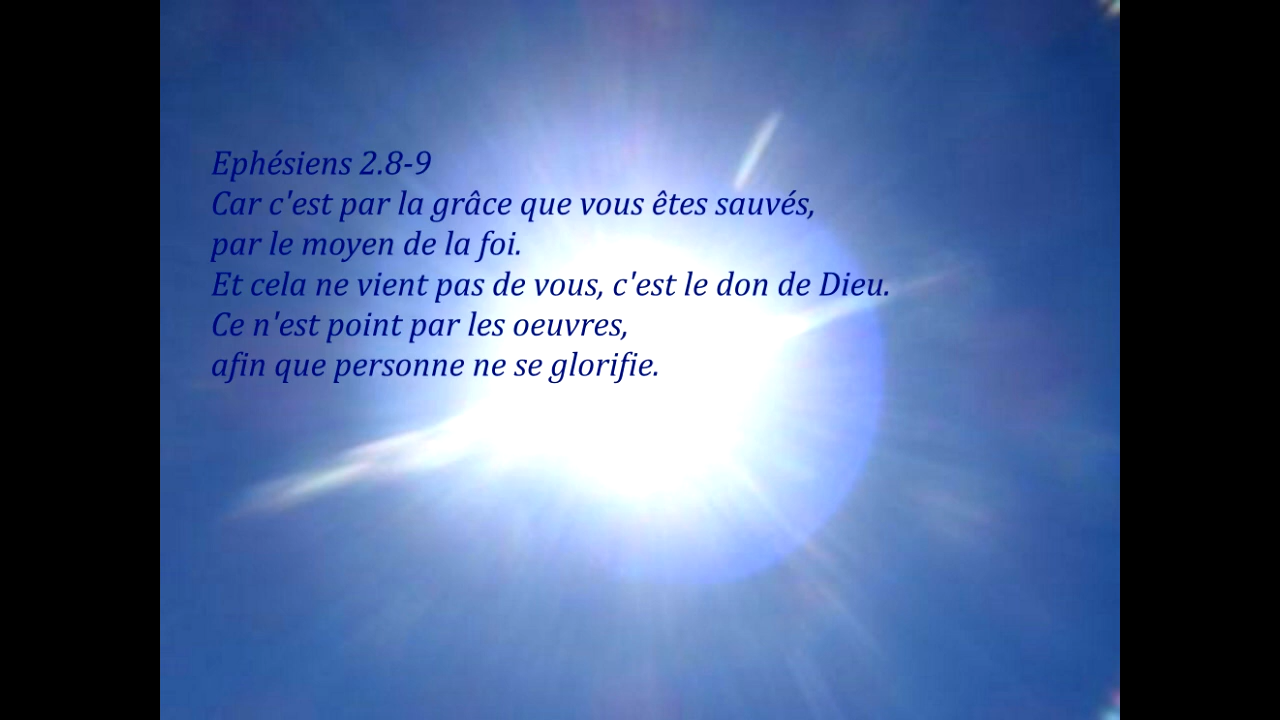 Ephésiens 2.8-9
Car c'est par la grâce que vous êtes sauvés,
par le moyen de la foi.
Et cela ne vient pas de vous, c'est le don de Dieu.
Ce n'est point par les oeuvres,
afin que personne ne se glorifie.